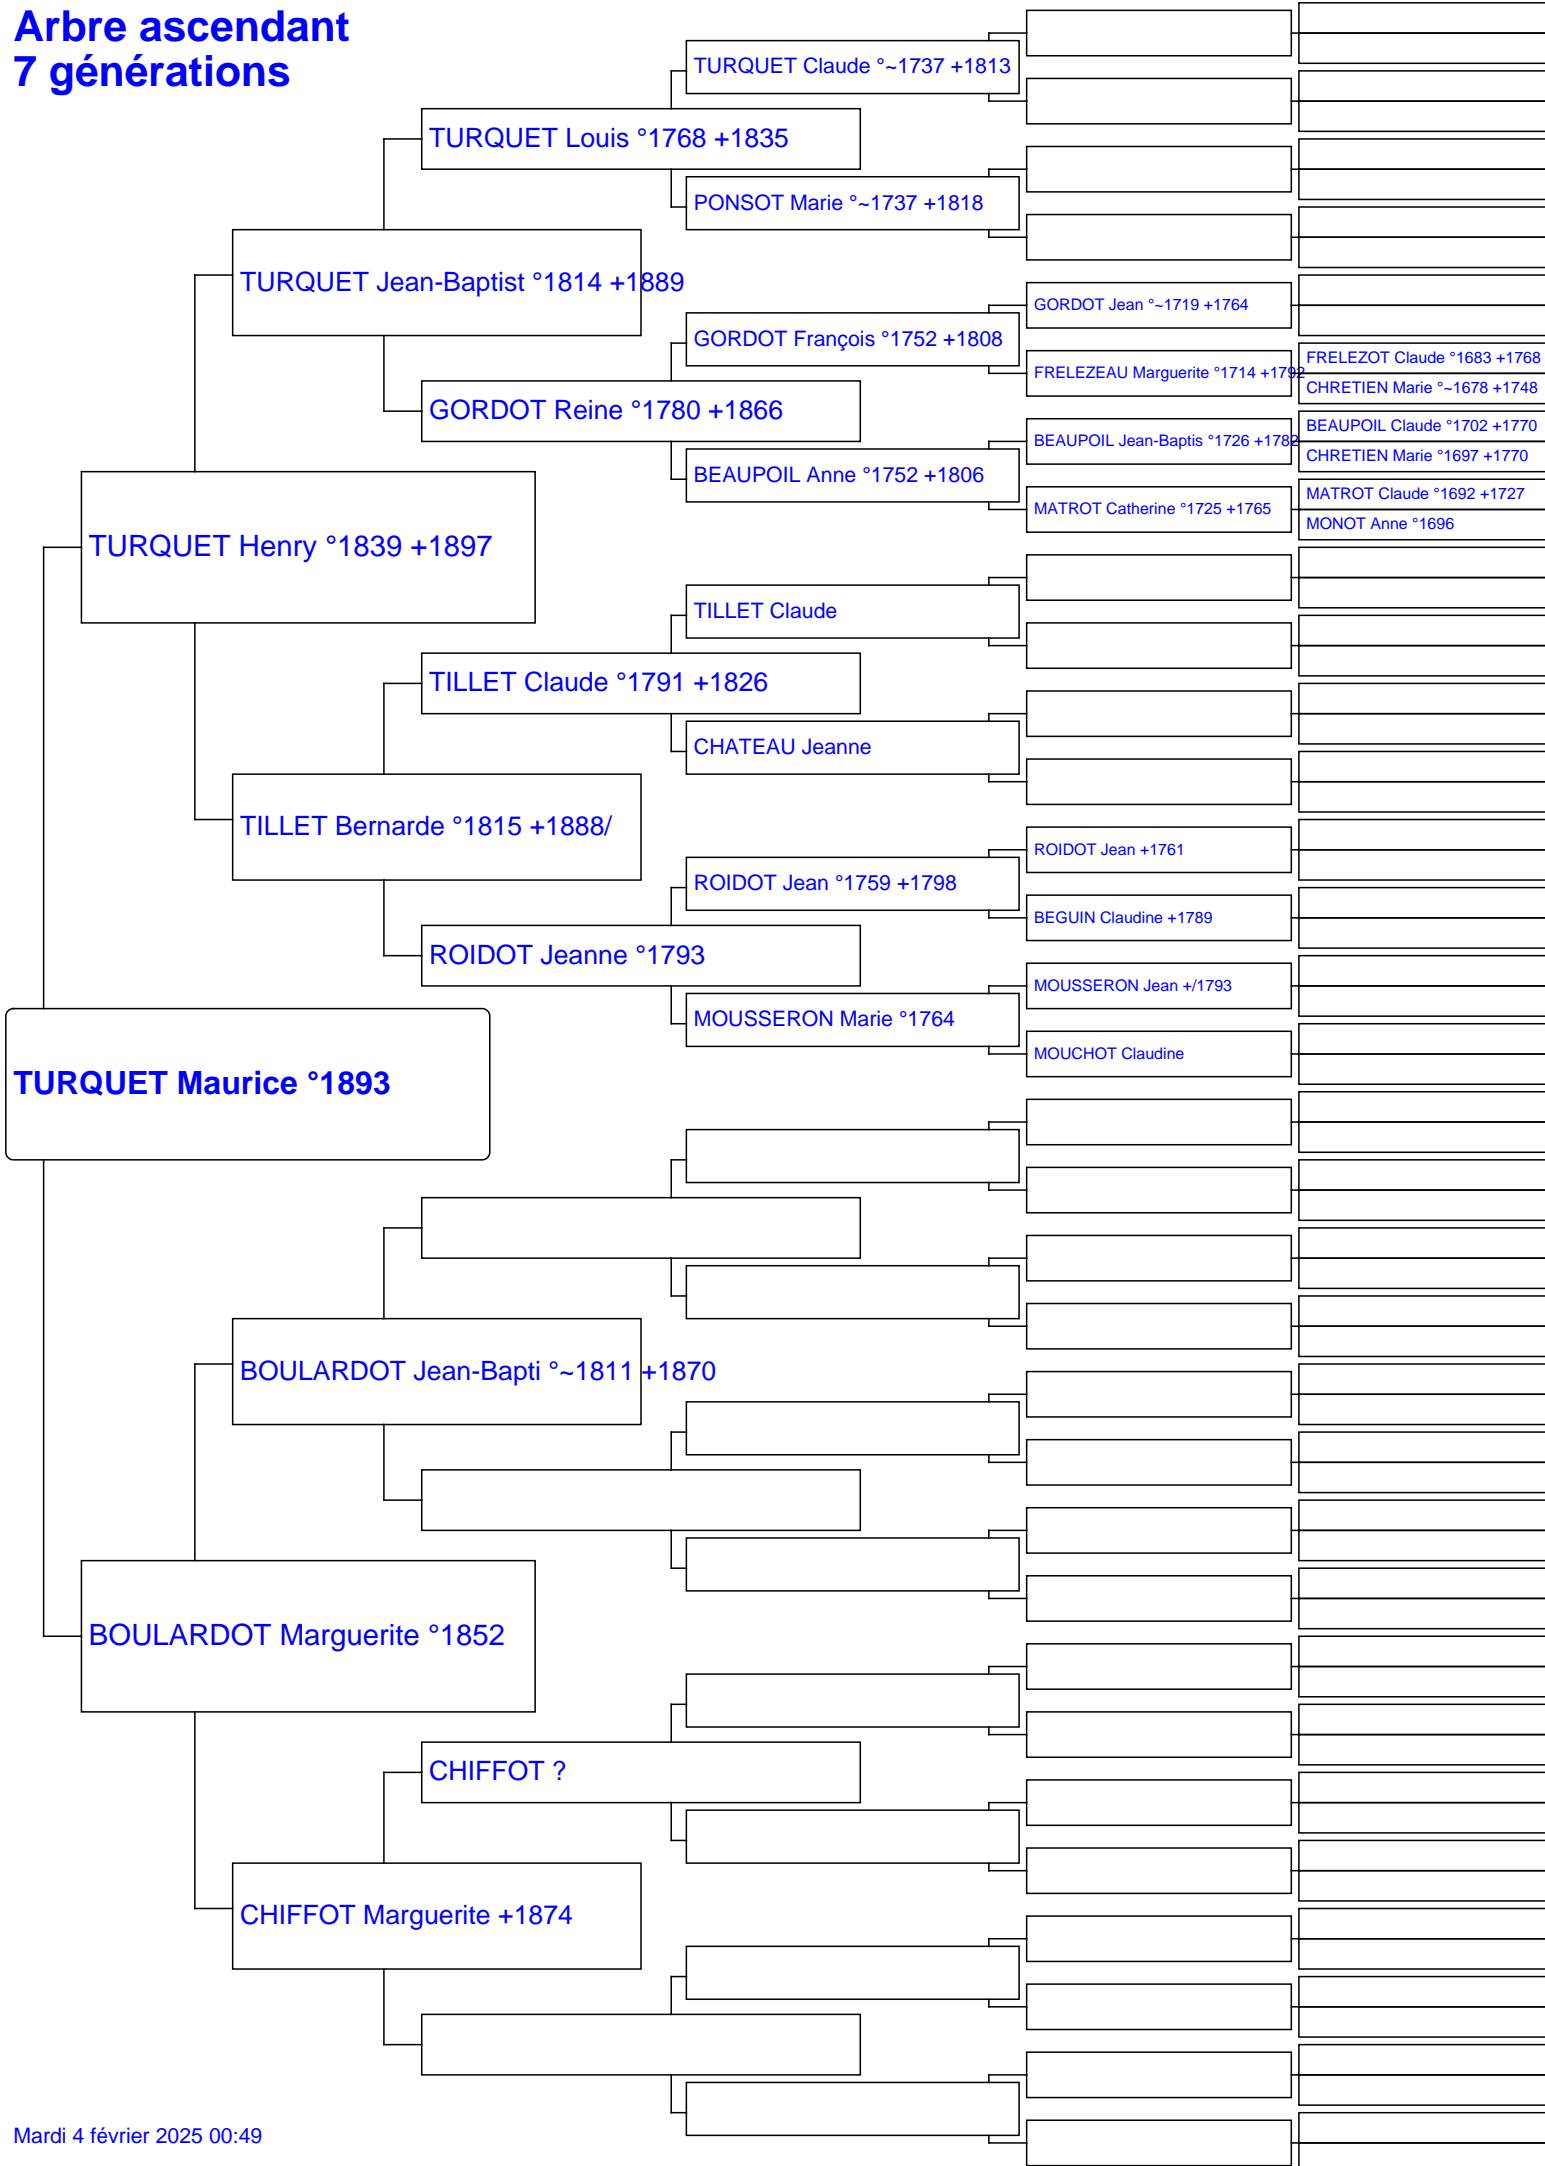 Arbre ascendant
7 générations
TURQUET Claude °~1737 +1813
TURQUET Louis °1768 +1835
PONSOT Marie °~1737 +1818
TURQUET Jean-Baptist °1814 +1889
GORDOT Jean °~1719 +1764
GORDOT François °1752 +1808
FRELEZOT Claude °1683 +1768
FRELEZEAU Marguerite °1714 +1792
CHRETIEN Marie °~1678 +1748
GORDOT Reine °1780 +1866
BEAUPOIL Claude °1702 +1770
BEAUPOIL Jean-Baptis °1726 +1782
CHRETIEN Marie °1697 +1770
BEAUPOIL Anne °1752 +1806
MATROT Claude °1692 +1727
MATROT Catherine °1725 +1765
MONOT Anne °1696
TURQUET Henry °1839 +1897
TILLET Claude
TILLET Claude °1791 +1826
CHATEAU Jeanne
TILLET Bernarde °1815 +1888/
ROIDOT Jean +1761
ROIDOT Jean °1759 +1798
BEGUIN Claudine +1789
ROIDOT Jeanne °1793
MOUSSERON Jean +/1793
MOUSSERON Marie °1764
MOUCHOT Claudine
TURQUET Maurice °1893
BOULARDOT Jean-Bapti °~1811 +1870
BOULARDOT Marguerite °1852
CHIFFOT ?
CHIFFOT Marguerite +1874
Mardi 4 février 2025 00:49